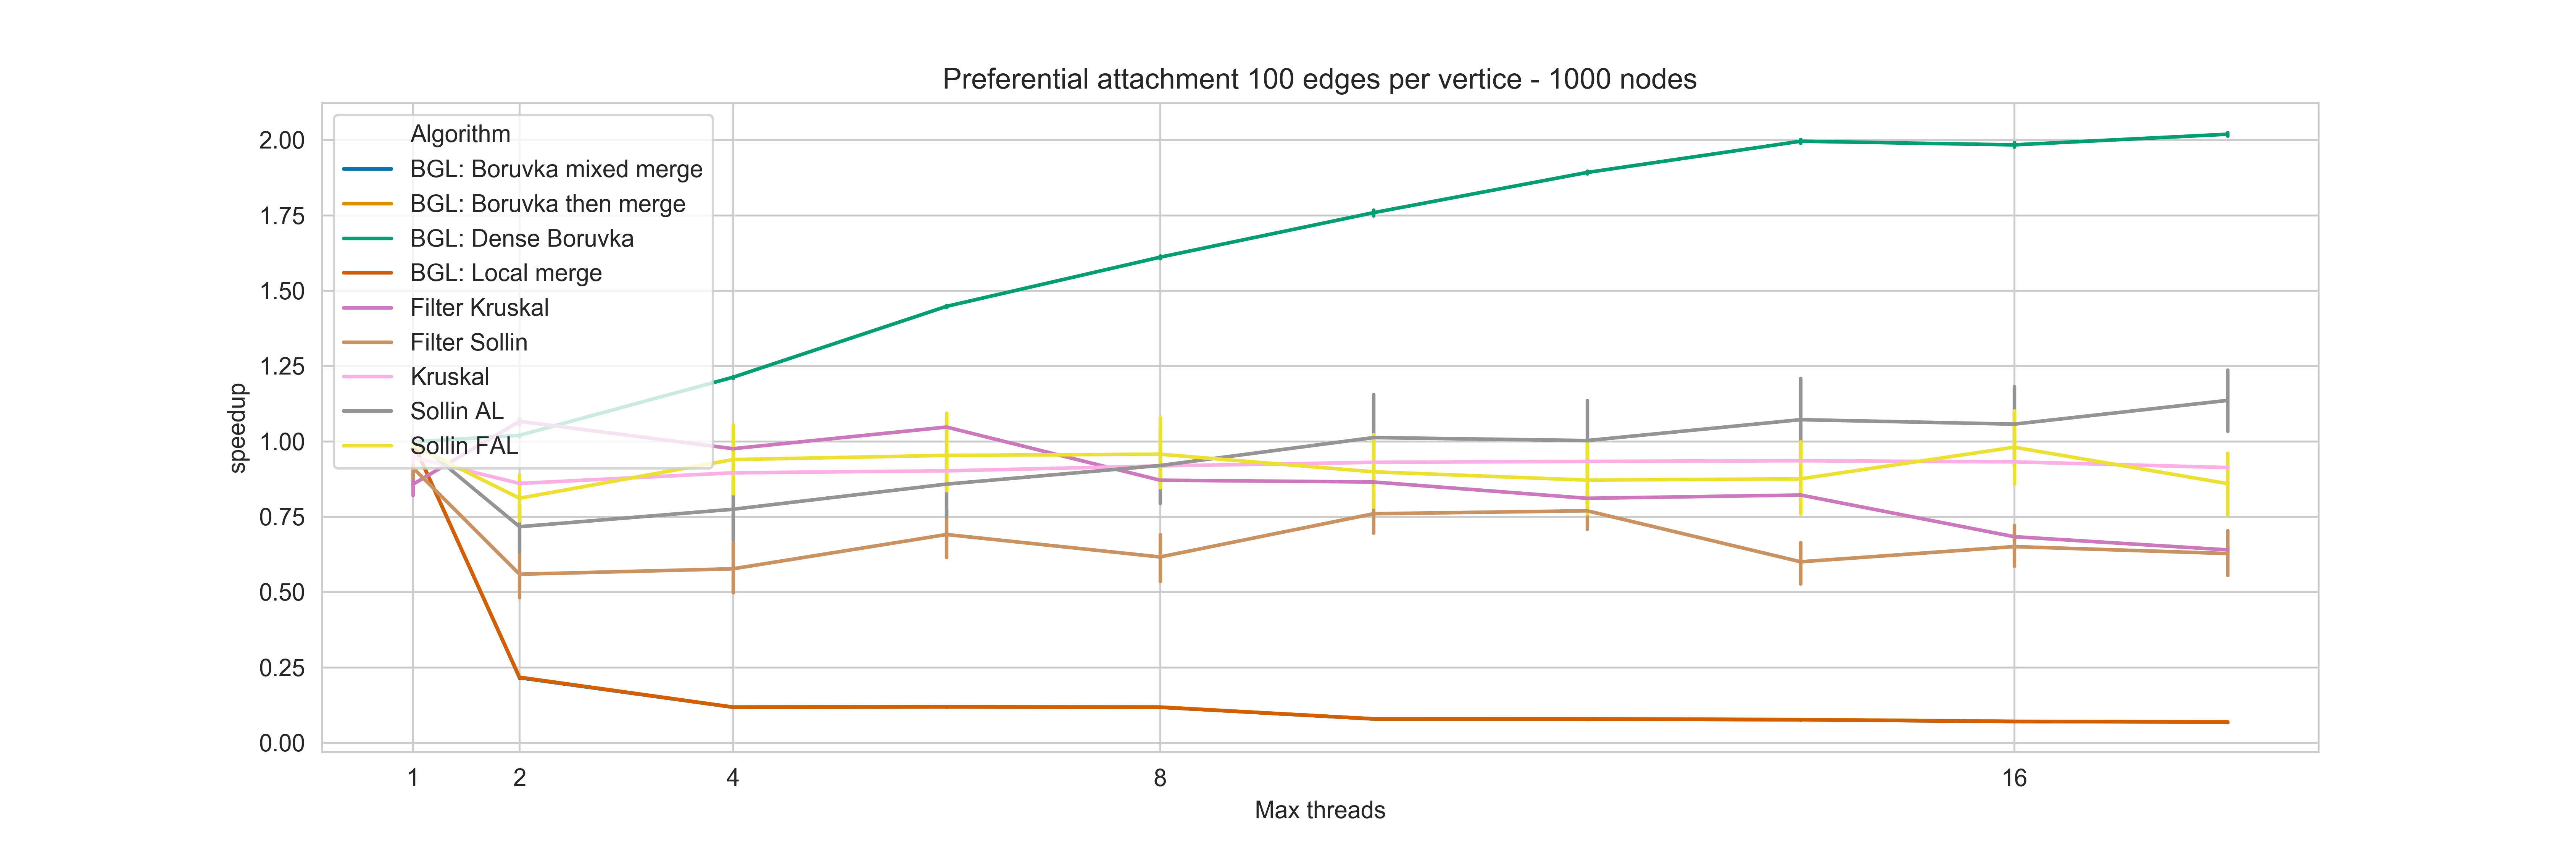 Preferential attachment 100 edges per vertice - 1000 nodes
Algorithm
BGL: Boruvka mixed merge
BGL: Boruvka then merge
BGL: Dense Boruvka
BGL: Local merge
Filter Kruskal
Filter Sollin
Kruskal
Sollin AL
Sollin FAL
2.00
1.75
1.50
1.25
1.00
0.75
0.50
0.25
0.00
speedup
1 2 4 8 16
Max threads